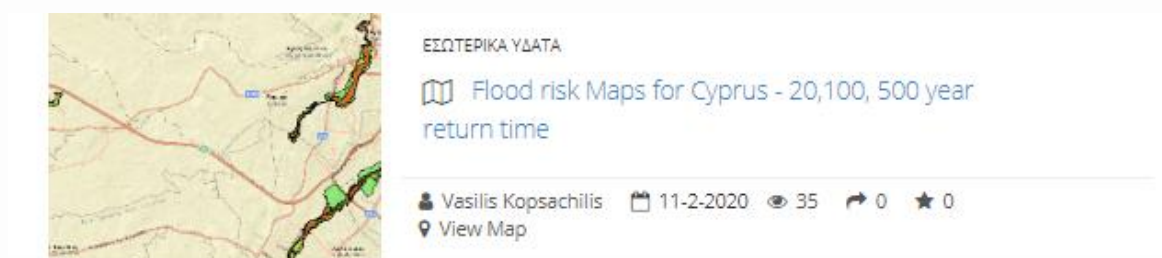 ΕΣΩΤΕΡΙΚΑ ΥΔΑΤΑ
Flood risk Maps for Cyprus - 20,100, 500 year
return time
Vasilis Kopsachilis 11-2-2020 35 0 0
View Map